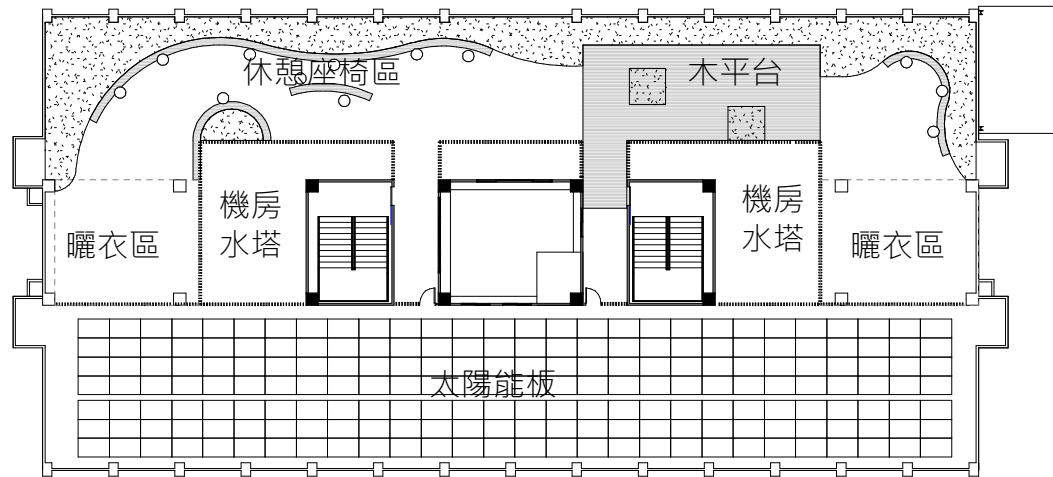 休憩座椅區
木平台
機房
水塔
機房
水塔
曬衣區
曬衣區
太陽能板